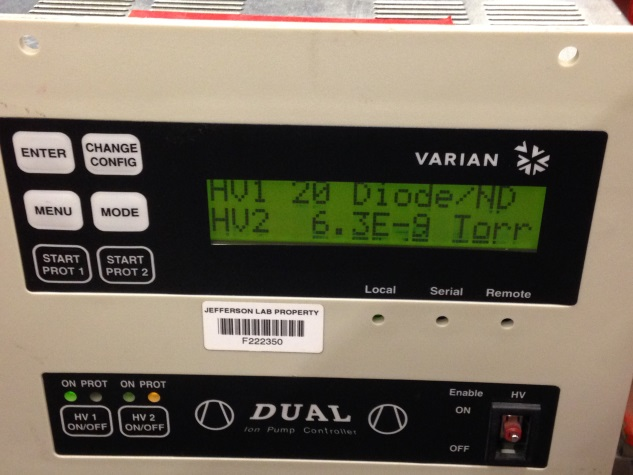 ENTER
CHANGE CONFIG
VARIAN
MENU
MODE
HV1 20 Diode/ND
HV2 6.3E-9 Torr
START PROT 1
START PROT 2
Local Serial Remote
JEFFERSON LAB PROPERTY
F222350
ON PROT ON PROT
HV 1 ON/OFF
HV 2 ON/OFF
DUAL
Ion Pump Controller
Enable HV
ON
OFF